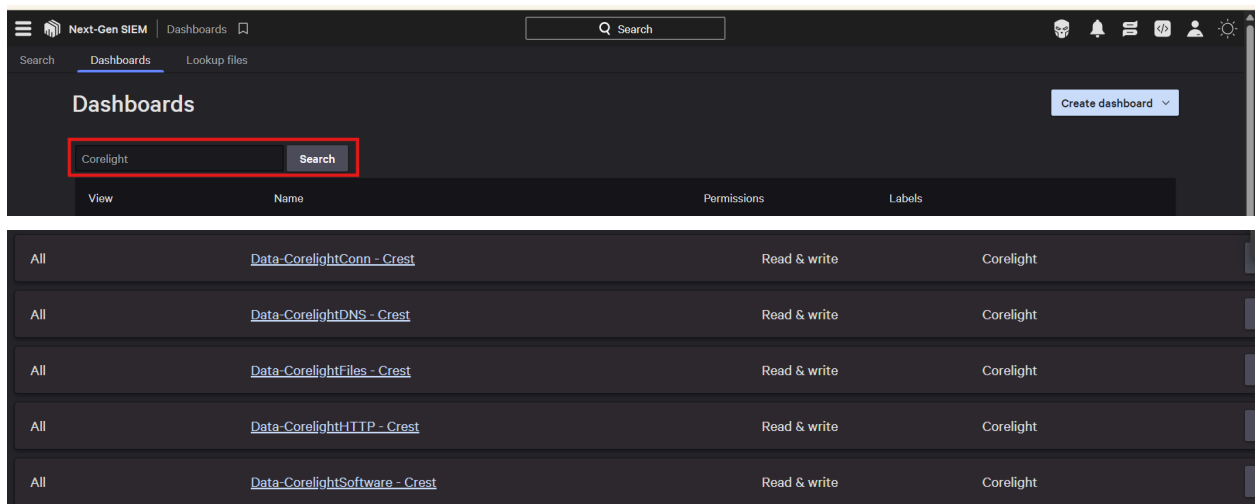 Next-Gen SIEM Dashboards Search
Search Dashboards Lookup files
Dashboards Create dashboard
Corelight Search
View Name Permissions Labels
All Data-CorelightConn - Crest Read & write Corelight
All Data-CorelightDNS - Crest Read & write Corelight
All Data-CorelightFiles - Crest Read & write Corelight
All Data-CorelightHTTP - Crest Read & write Corelight
All Data-CorelightSoftware - Crest Read & write Corelight